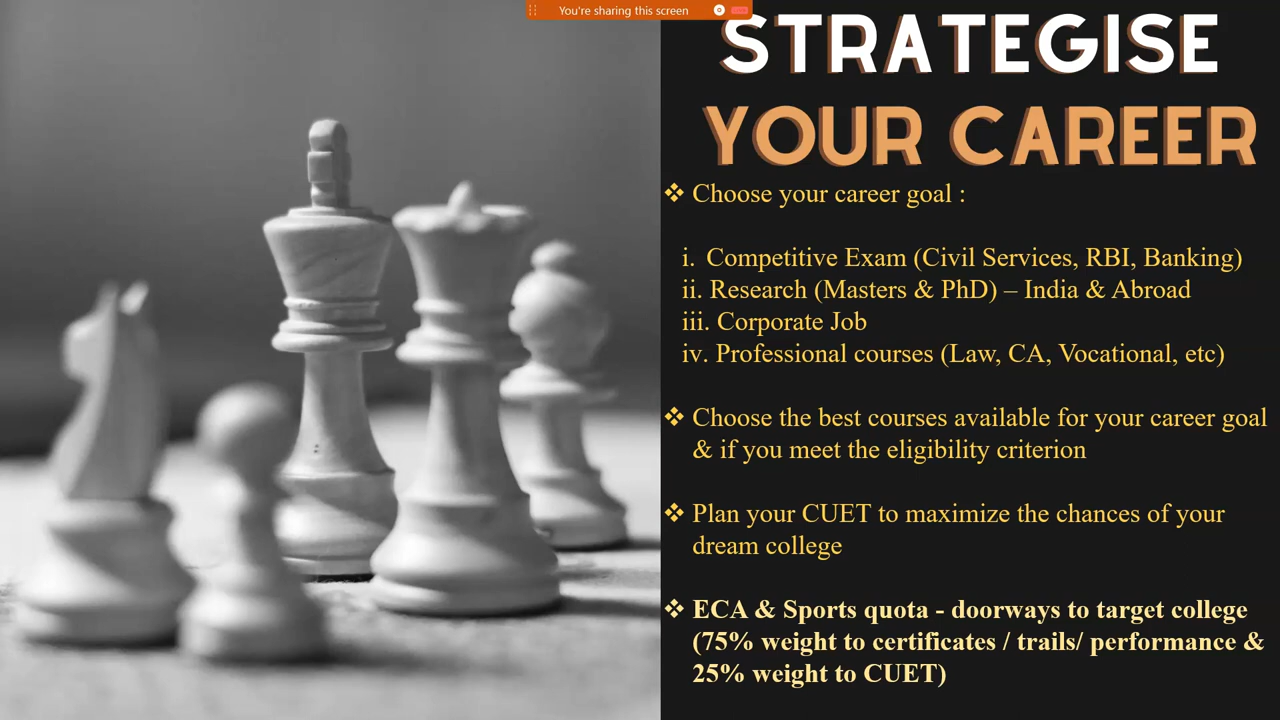 You're sharing this screen
STRATEGISE
YOUR CAREER
❖ Choose your career goal :
i. Competitive Exam (Civil Services, RBI, Banking)
ii. Research (Masters & PhD) – India & Abroad
iii. Corporate Job
iv. Professional courses (Law, CA, Vocational, etc)
❖ Choose the best courses available for your career goal
& if you meet the eligibility criterion
❖ Plan your CUET to maximize the chances of your
dream college
❖ ECA & Sports quota - doorways to target college
(75% weight to certificates / trails/ performance &
25% weight to CUET)